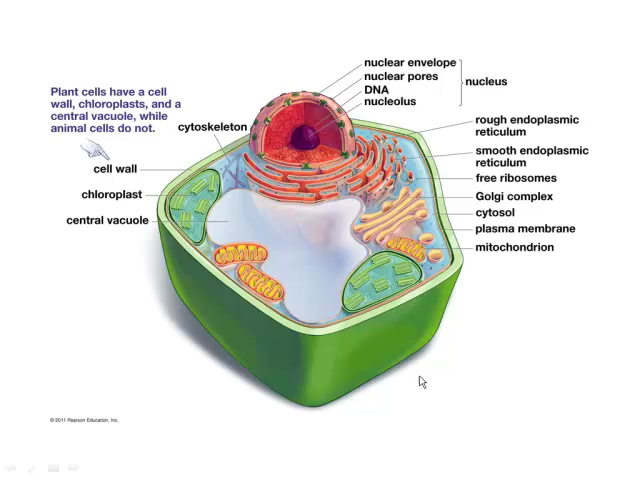 Plant cells have a cell
wall, chloroplasts, and a
central vacuole, while
animal cells do not.
nuclear envelope
nuclear pores
DNA
nucleolus
nucleus
cytoskeleton
cell wall
chloroplast
central vacuole
rough endoplasmic
reticulum
smooth endoplasmic
reticulum
free ribosomes
Golgi complex
cytosol
plasma membrane
mitochondrion
© 2011 Pearson Education, Inc.